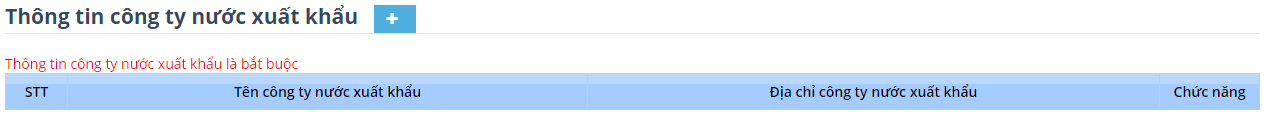 Thông tin công ty nước xuất khẩu +
Thông tin công ty nước xuất khẩu là bắt buộc
STT Tên công ty nước xuất khẩu Địa chỉ công ty nước xuất khẩu Chức năng